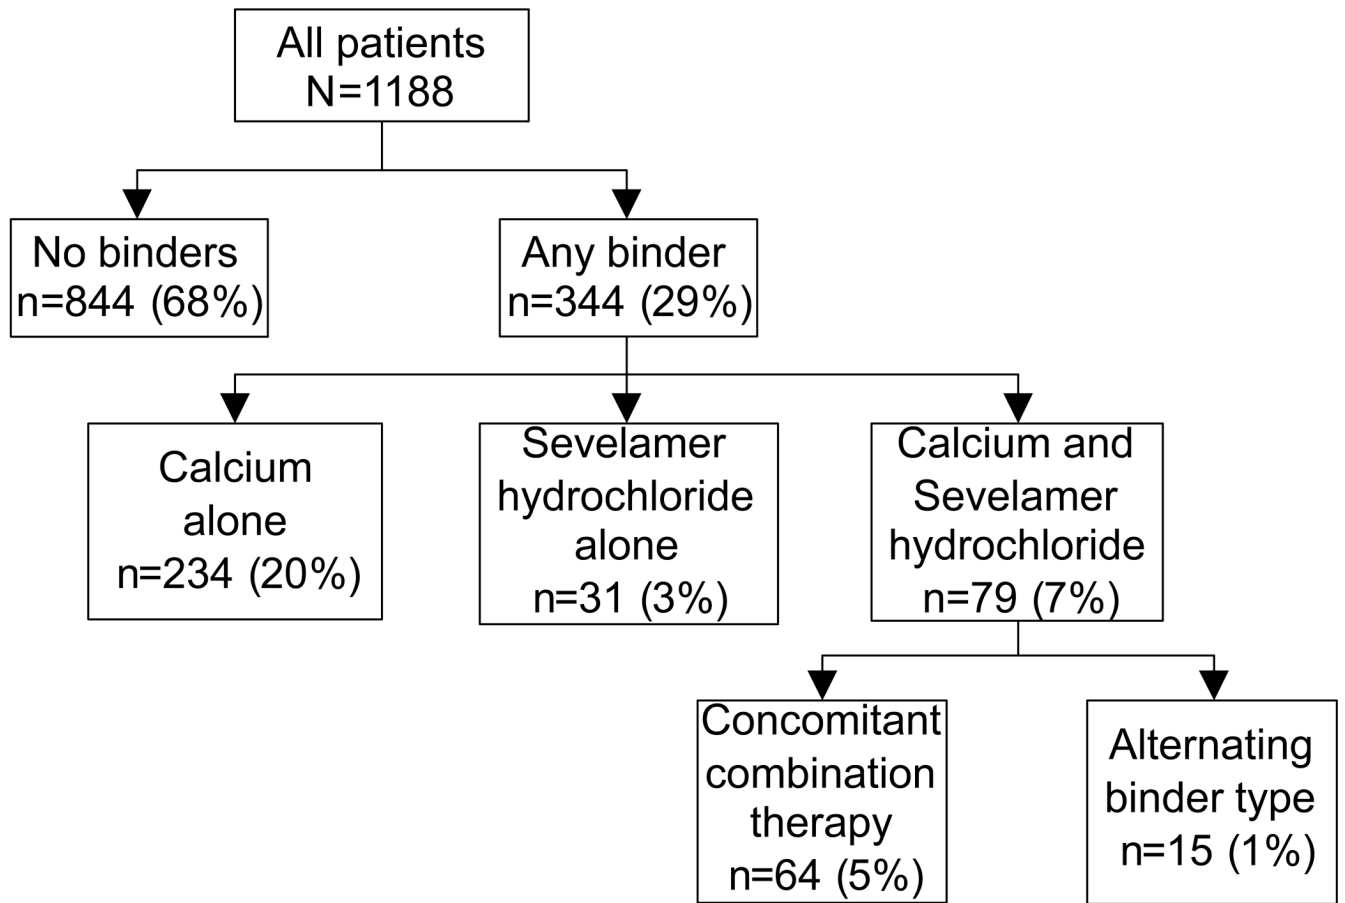 All patients
N=1188
No binders
n=844 (68%)
Any binder
n=344 (29%)
Calcium
alone
n=234 (20%)
Sevelamer
hydrochloride
alone
n=31 (3%)
Calcium and
Sevelamer
hydrochloride
n=79 (7%)
Concomitant
combination
therapy
n=64 (5%)
Alternating
binder type
n=15 (1%)